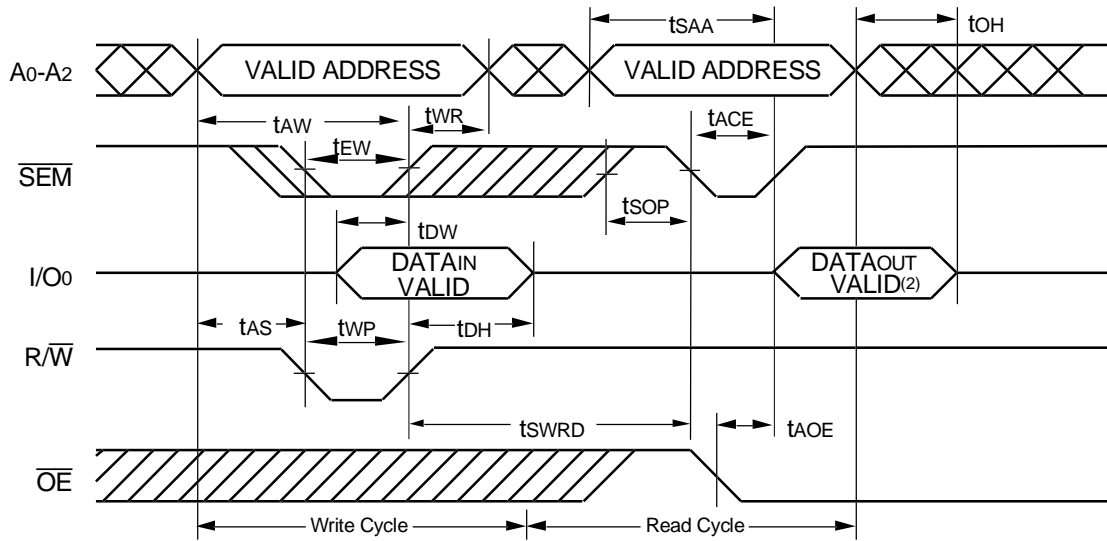 tSAA
tOH
A0-A2
VALID ADDRESS
VALID ADDRESS
tAW
tWR
tACE
tEW
SEM
tSOP
tDW
I/O0
DATAIN
VALID
DATAOUT
VALID(2)
tAS
tWP
tDH
R/W
tSWRD
tAOE
OE
Write Cycle
Read Cycle